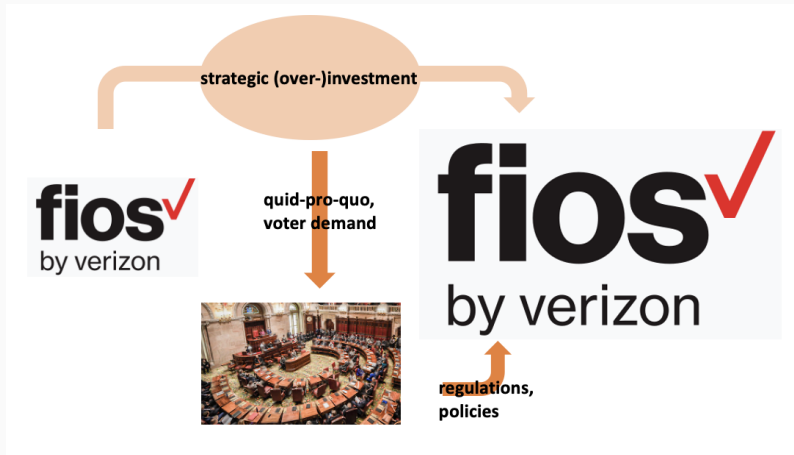 strategic (over-)investment
fios
by verizon
quid-pro-quo,
voter demand
fios
by verizon
regulations,
policies